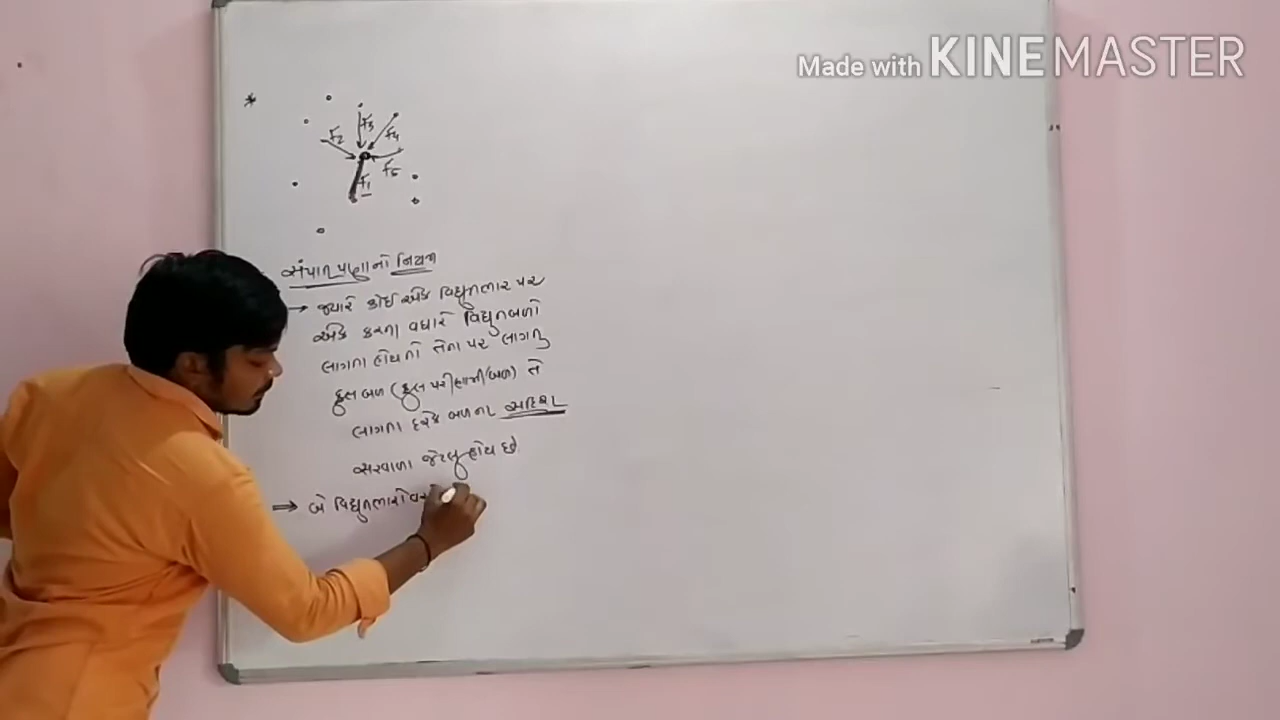 Made with KINEMASTER
*
F3
F2 F4
F5
F1
સંપાતપણાનો નિયમ
→ જ્યારે કોઈ એક વિદ્યુતભાર પર
એક કરતા વધારે વિદ્યુતબળો
લાગતા હોય તો તેના પર લાગતુ
કુલ બળ (કુલ પરીણામી બળ) તે
લાગતા દરેક બળના સદિશ
સરવાળા જેટલુ હોય છે
⇒ બે વિદ્યુતભારો વચ